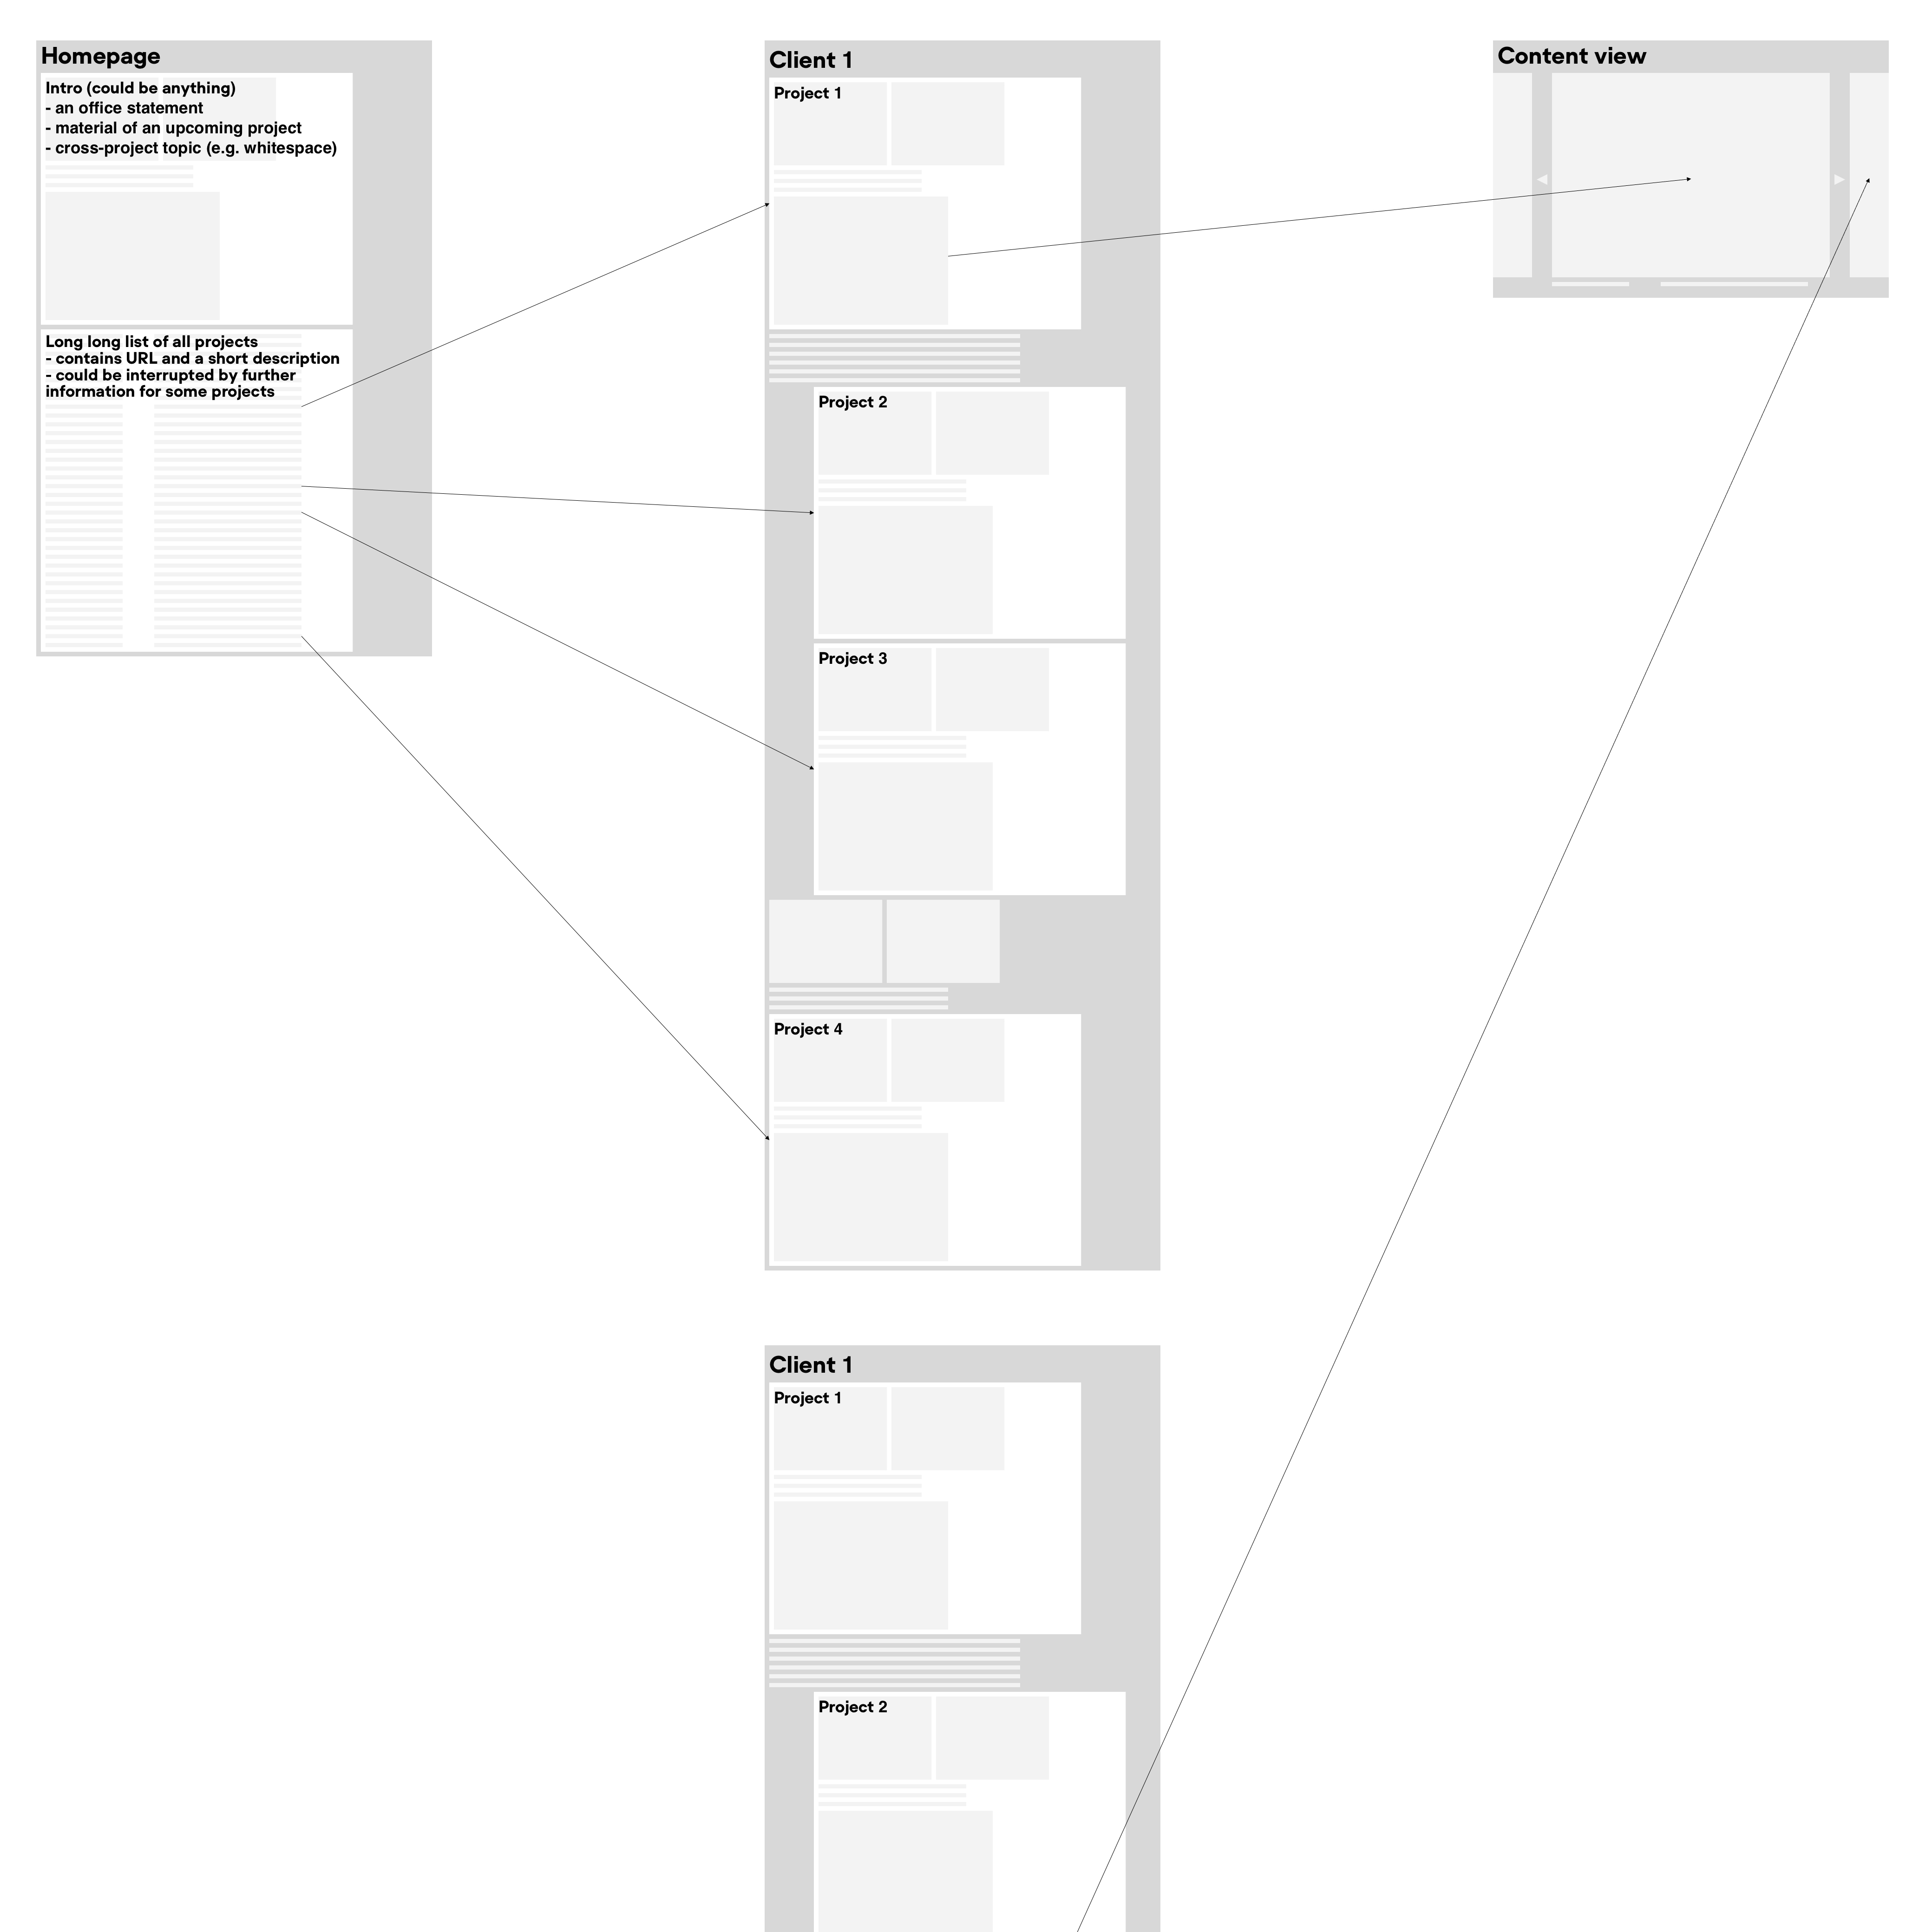 Homepage
Intro (could be anything)
- an office statement
- material of an upcoming project
- cross-project topic (e.g. whitespace)
Long long list of all projects
- contains URL and a short description
- could be interrupted by further
information for some projects
Client 1
Project 1
Project 2
Project 3
Project 4
Client 1
Project 1
Project 2
Content view